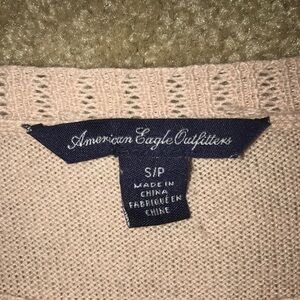 American Eagle Outfitters
S/P
MADE IN
CHINA
FABRIQUÉ EN
CHINE